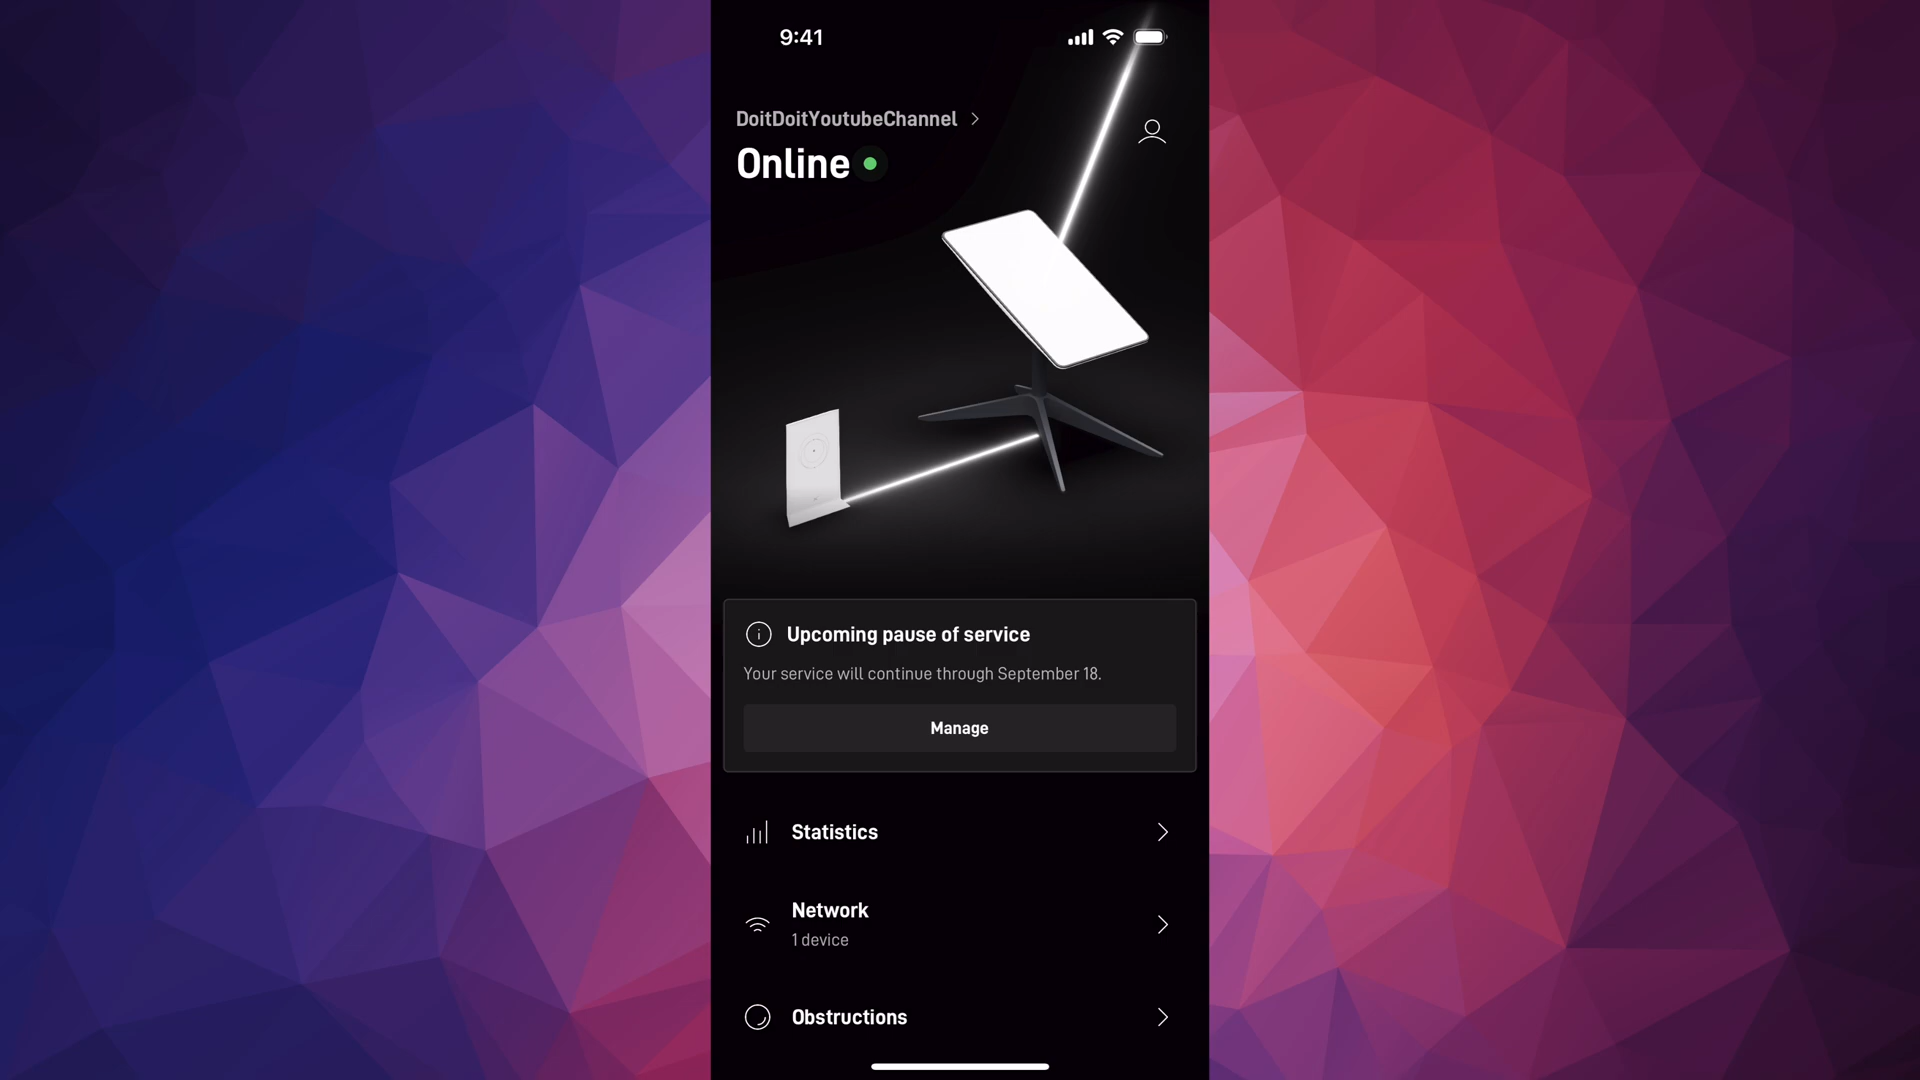 9:41
DoitDoitYoutubeChannel
Online
Upcoming pause of service
Your service will continue through September 18.
Manage
Statistics
Network
1 device
Obstructions